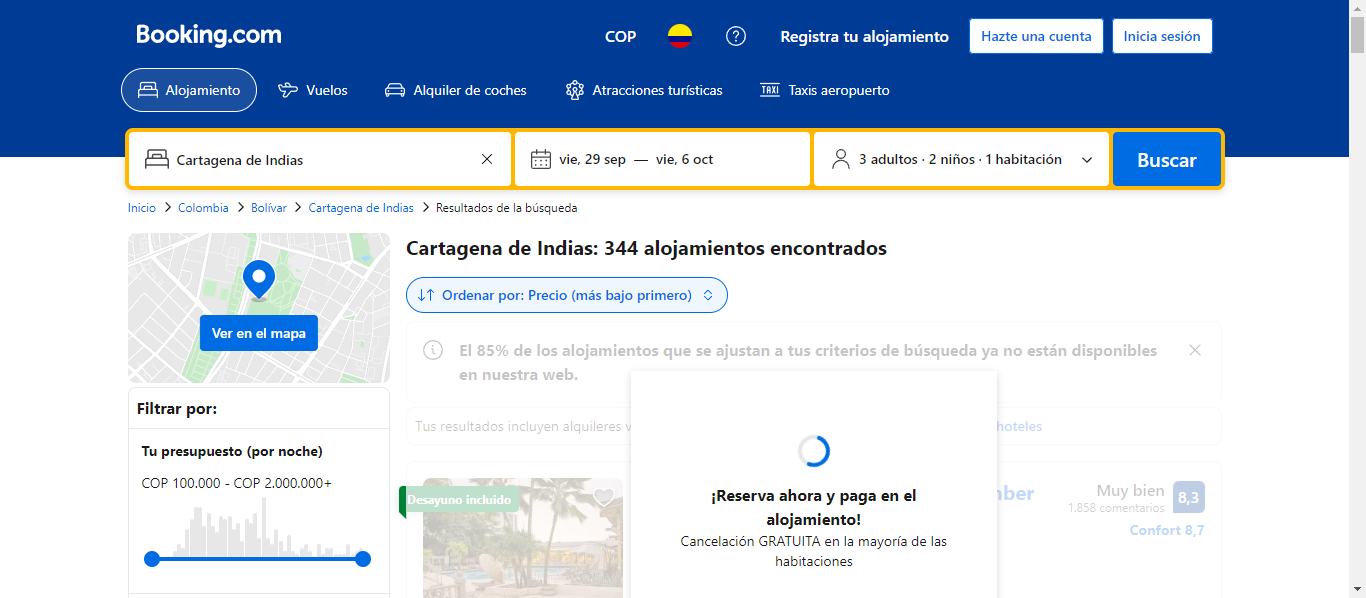 Booking.com
COP
Registra tu alojamiento
Hazte una cuenta
Inicia sesión
Alojamiento
Vuelos
Alquiler de coches
Atracciones turísticas
TAXI Taxis aeropuerto
Cartagena de Indias
vie, 29 sep — vie, 6 oct
3 adultos · 2 niños · 1 habitación
Buscar
Inicio > Colombia > Bolívar > Cartagena de Indias > Resultados de la búsqueda
Ver en el mapa
Filtrar por:
Tu presupuesto (por noche)
COP 100.000 - COP 2.000.000+
Cartagena de Indias: 344 alojamientos encontrados
Ordenar por: Precio (más bajo primero)
El 85% de los alojamientos que se ajustan a tus criterios de búsqueda ya no están disponibles
en nuestra web.
Tus resultados incluyen alquileres
hoteles
Desayuno incluido
¡Reserva ahora y paga en el
alojamiento!
Cancelación GRATUITA en la mayoría de las
habitaciones
Muy bien
8,3
1.858 comentarios
Confort 8,7